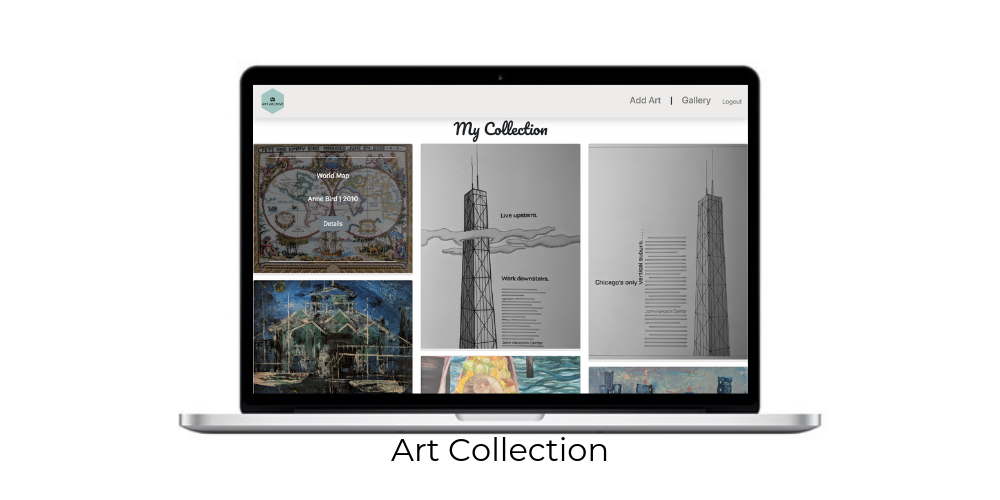 Add Art | Gallery Logout
My Collection
World Map
Anne Bird | 2010
Details
Live upstairs.
Work downstairs.
John Hancock Center
Chicago's only
vertical suburb....
John Hancock Center
Art Collection